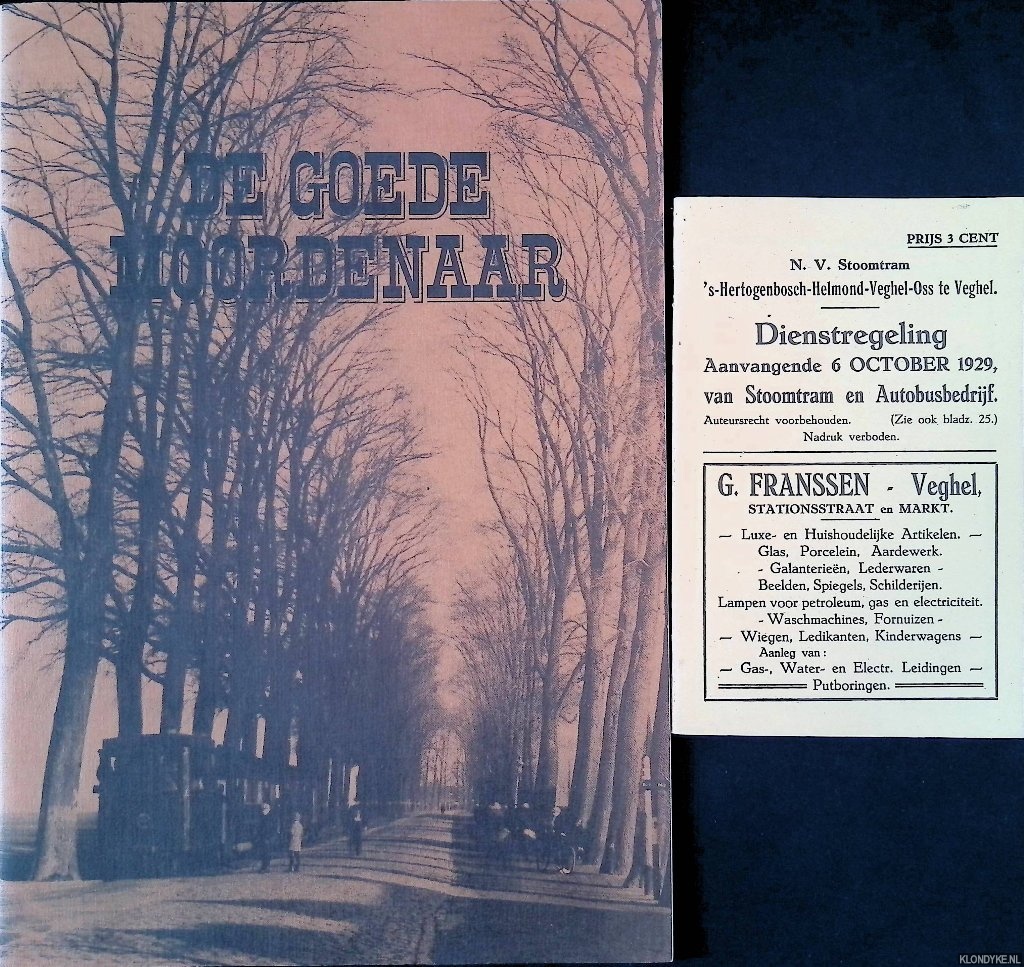 DE GOEDE
MOORDENAAR
PRIJS 3 CENT
N. V. Stoomtram
's-Hertogenbosch-Helmond-Veghel-Oss te Veghel.
Dienstregeling
Aanvangende 6 OCTOBER 1929,
van Stoomtram en Autobusbedrijf.
Auteursrecht voorbehouden. (Zie ook bladz. 25.)
Nadruk verboden.
G. FRANSSEN - Veghel,
STATIONSSTRAAT en MARKT.
— Luxe- en Huishoudelijke Artikelen. —
Glas, Porcelein, Aardewerk.
- Galanterieën, Lederwaren -
Beelden, Spiegels, Schilderijen.
Lampen voor petroleum, gas en electriciteit.
- Waschmachines, Fornuizen -
— Wiegen, Ledikanten, Kinderwagens —
Aanleg van:
— Gas-, Water- en Electr. Leidingen —
Putboringen.
KLONDYKE.NL